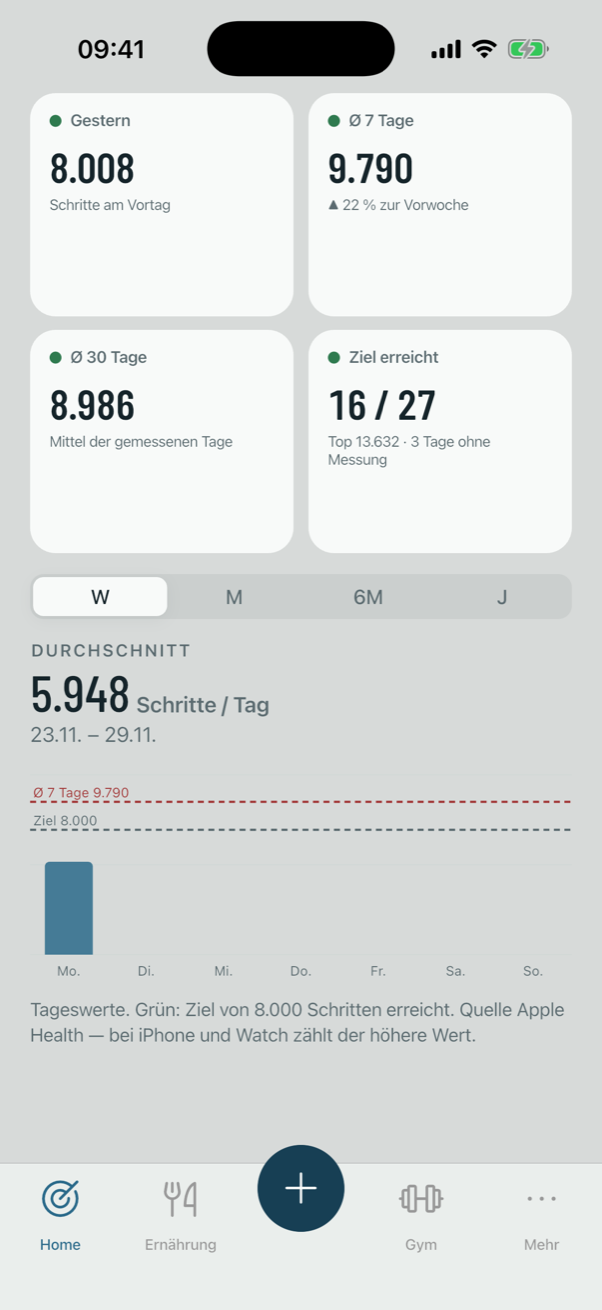 09:41
Gestern
8.008
Schritte am Vortag
Ø 7 Tage
9.790
▲ 22 % zur Vorwoche
Ø 30 Tage
8.986
Mittel der gemessenen Tage
Ziel erreicht
16 / 27
Top 13.632 · 3 Tage ohne
Messung
W M 6M J
DURCHSCHNITT
5.948 Schritte / Tag
23.11. – 29.11.
Ø 7 Tage 9.790
Ziel 8.000
Mo. Di. Mi. Do. Fr. Sa. So.
Tageswerte. Grün: Ziel von 8.000 Schritten erreicht. Quelle Apple
Health — bei iPhone und Watch zählt der höhere Wert.
Home Ernährung Gym Mehr